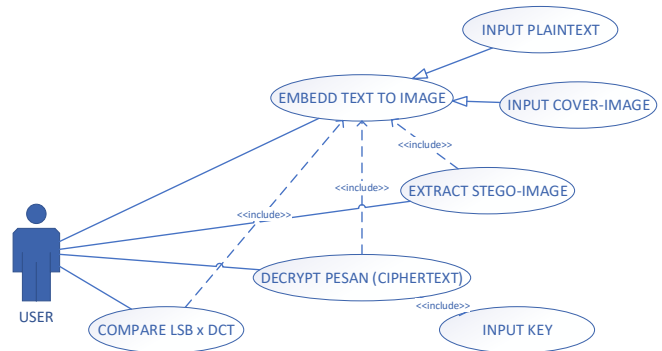 INPUT PLAINTEXT
EMBEDD TEXT TO IMAGE
INPUT COVER-IMAGE
<<include>>
EXTRACT STEGO-IMAGE
<<include>>
<<include>>
DECRYPT PESAN (CIPHERTEXT)
<<include>>
USER
COMPARE LSB x DCT
INPUT KEY